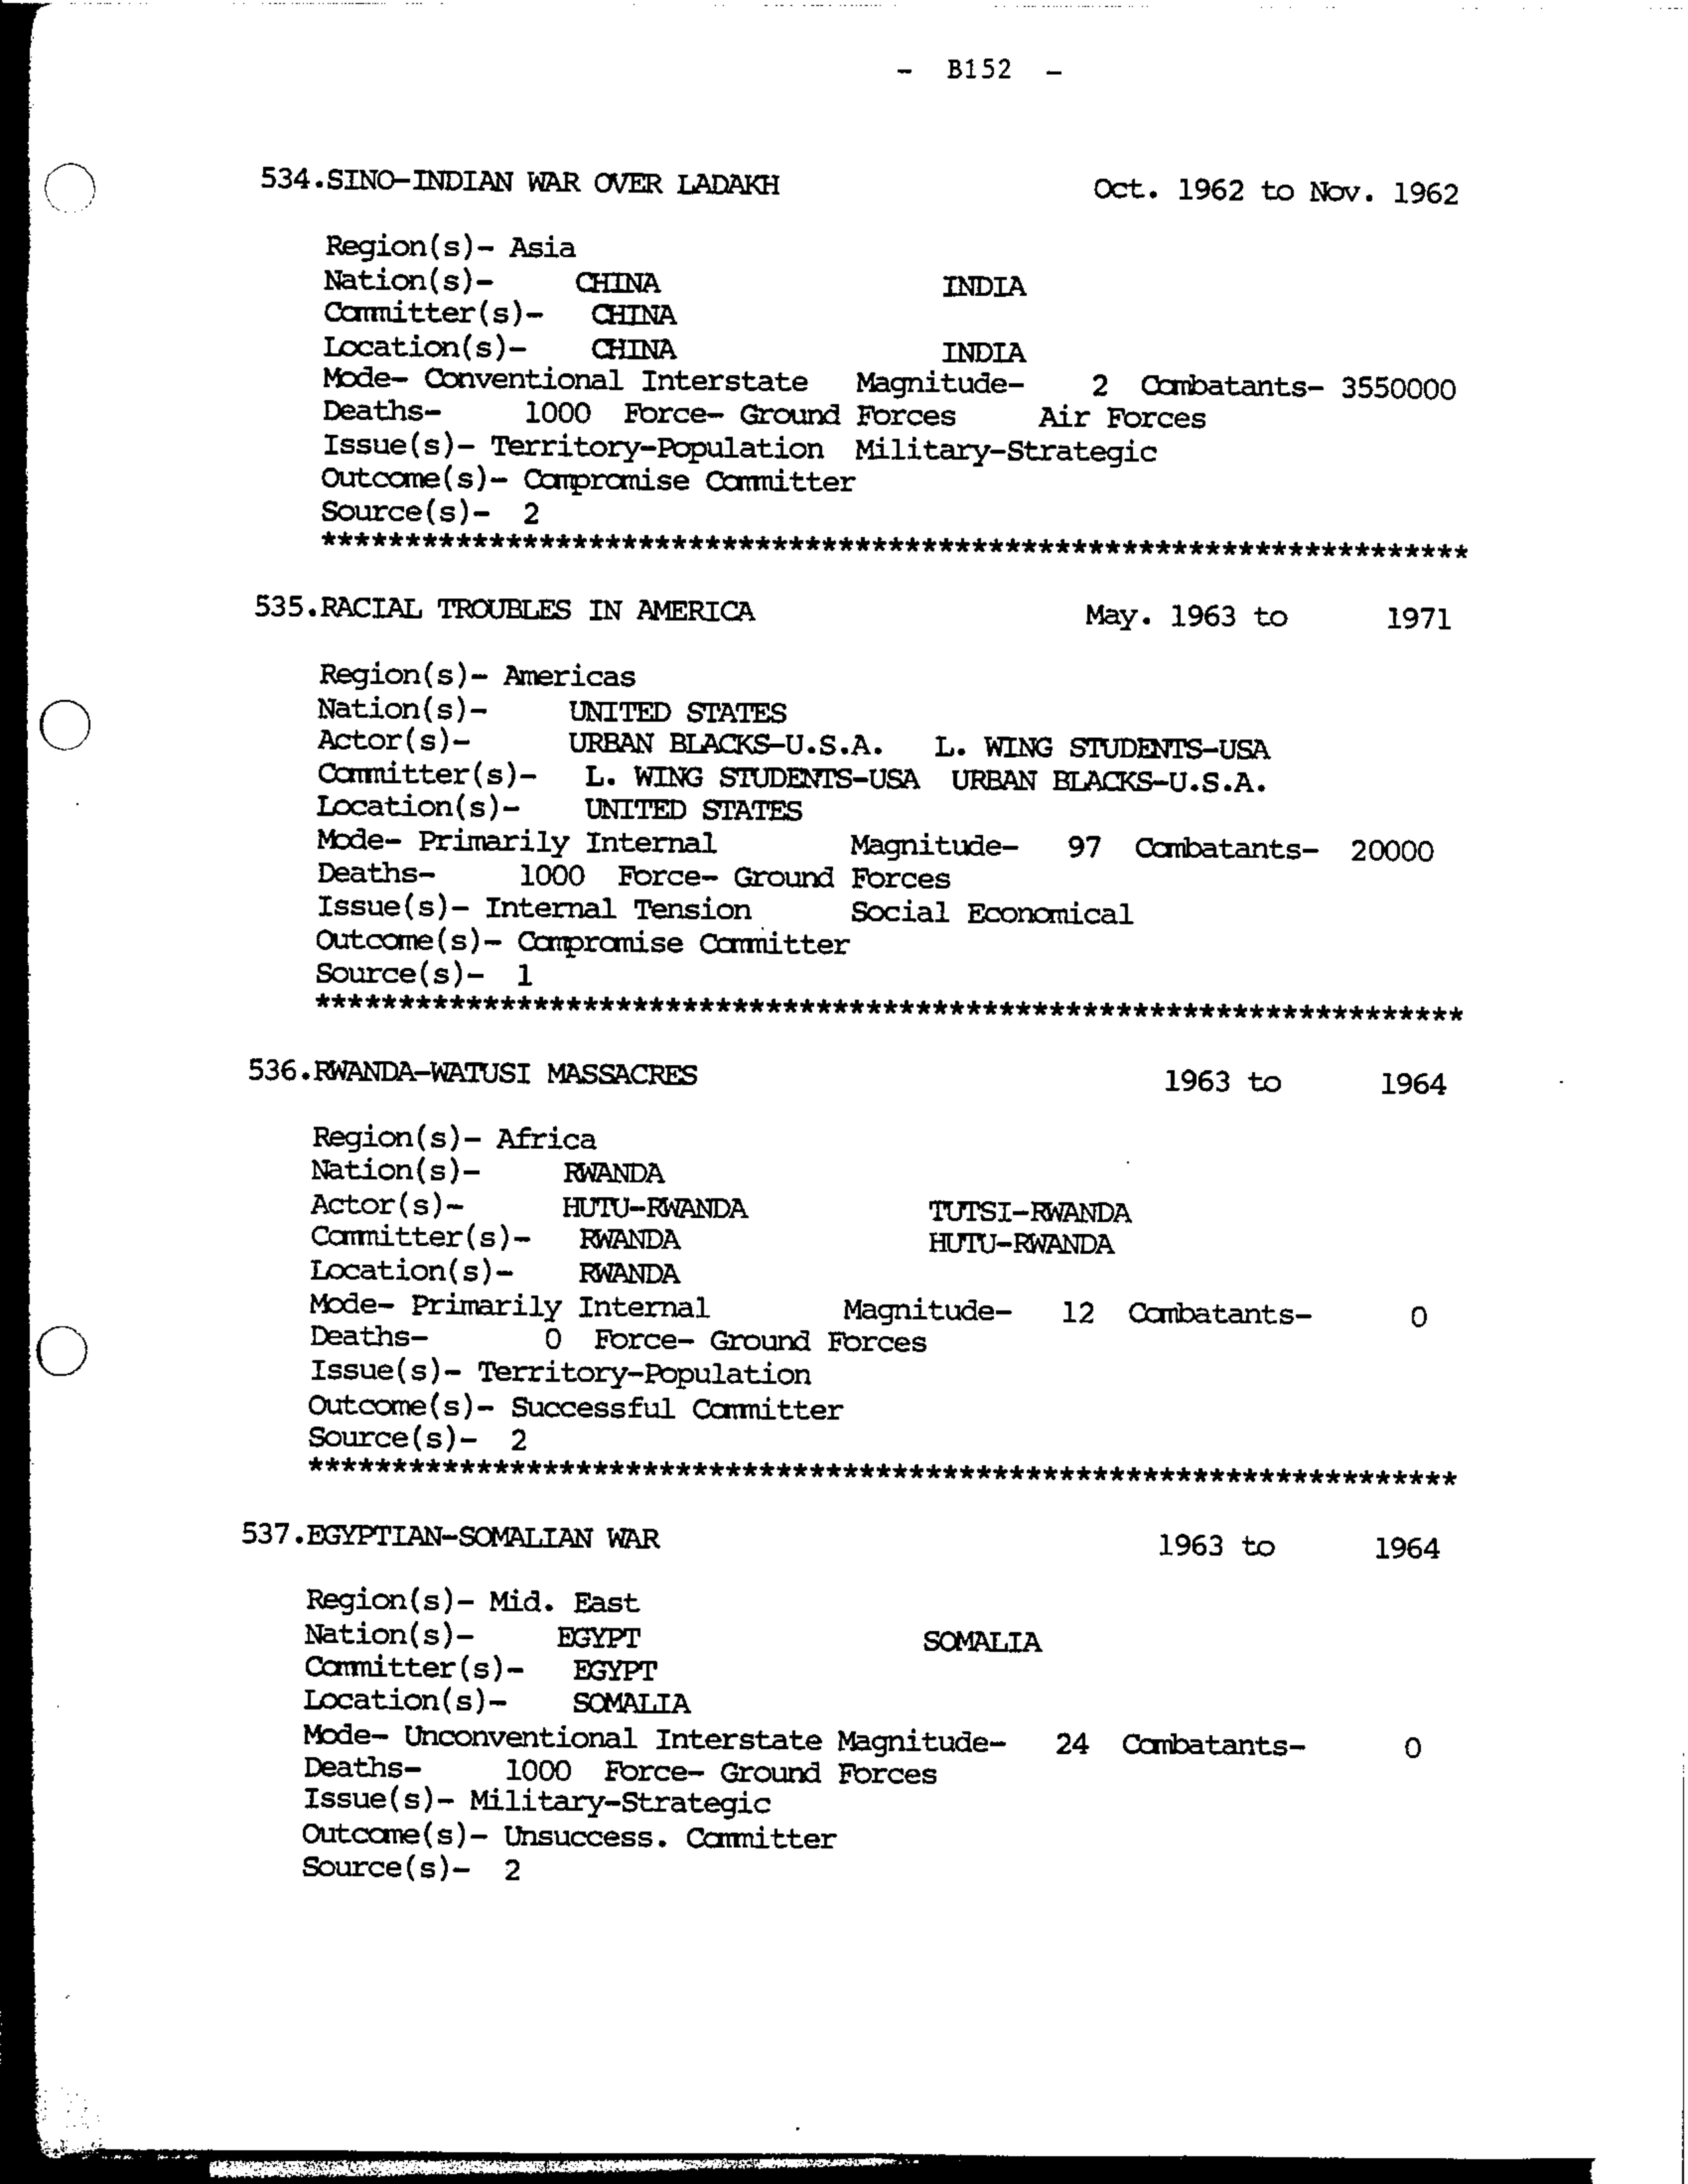 - B152 -
534.SINO-INDIAN WAR OVER LADAKH Oct. 1962 to Nov. 1962
Region(s)- Asia
Nation(s)- CHINA INDIA
Committer(s)- CHINA
Location(s)- CHINA INDIA
Mode- Conventional Interstate Magnitude- 2 Combatants- 3550000
Deaths- 1000 Force- Ground Forces Air Forces
Issue(s)- Territory-Population Military-Strategic
Outcome(s)- Compromise Committer
Source(s)- 2
*********************************************************************
535.RACIAL TROUBLES IN AMERICA May. 1963 to 1971
Region(s)- Americas
Nation(s)- UNITED STATES
Actor(s)- URBAN BLACKS-U.S.A. L. WING STUDENTS-USA
Committer(s)- L. WING STUDENTS-USA URBAN BLACKS-U.S.A.
Location(s)- UNITED STATES
Mode- Primarily Internal Magnitude- 97 Combatants- 20000
Deaths- 1000 Force- Ground Forces
Issue(s)- Internal Tension Social Economical
Outcome(s)- Compromise Committer
Source(s)- 1
*********************************************************************
536.RWANDA-WATUSI MASSACRES 1963 to 1964
Region(s)- Africa
Nation(s)- RWANDA
Actor(s)- HUTU-RWANDA TUTSI-RWANDA
Committer(s)- RWANDA HUTU-RWANDA
Location(s)- RWANDA
Mode- Primarily Internal Magnitude- 12 Combatants- 0
Deaths- 0 Force- Ground Forces
Issue(s)- Territory-Population
Outcome(s)- Successful Committer
Source(s)- 2
*********************************************************************
537.EGYPTIAN-SOMALIAN WAR 1963 to 1964
Region(s)- Mid. East
Nation(s)- EGYPT SOMALIA
Committer(s)- EGYPT
Location(s)- SOMALIA
Mode- Unconventional Interstate Magnitude- 24 Combatants- 0
Deaths- 1000 Force- Ground Forces
Issue(s)- Military-Strategic
Outcome(s)- Unsuccess. Committer
Source(s)- 2